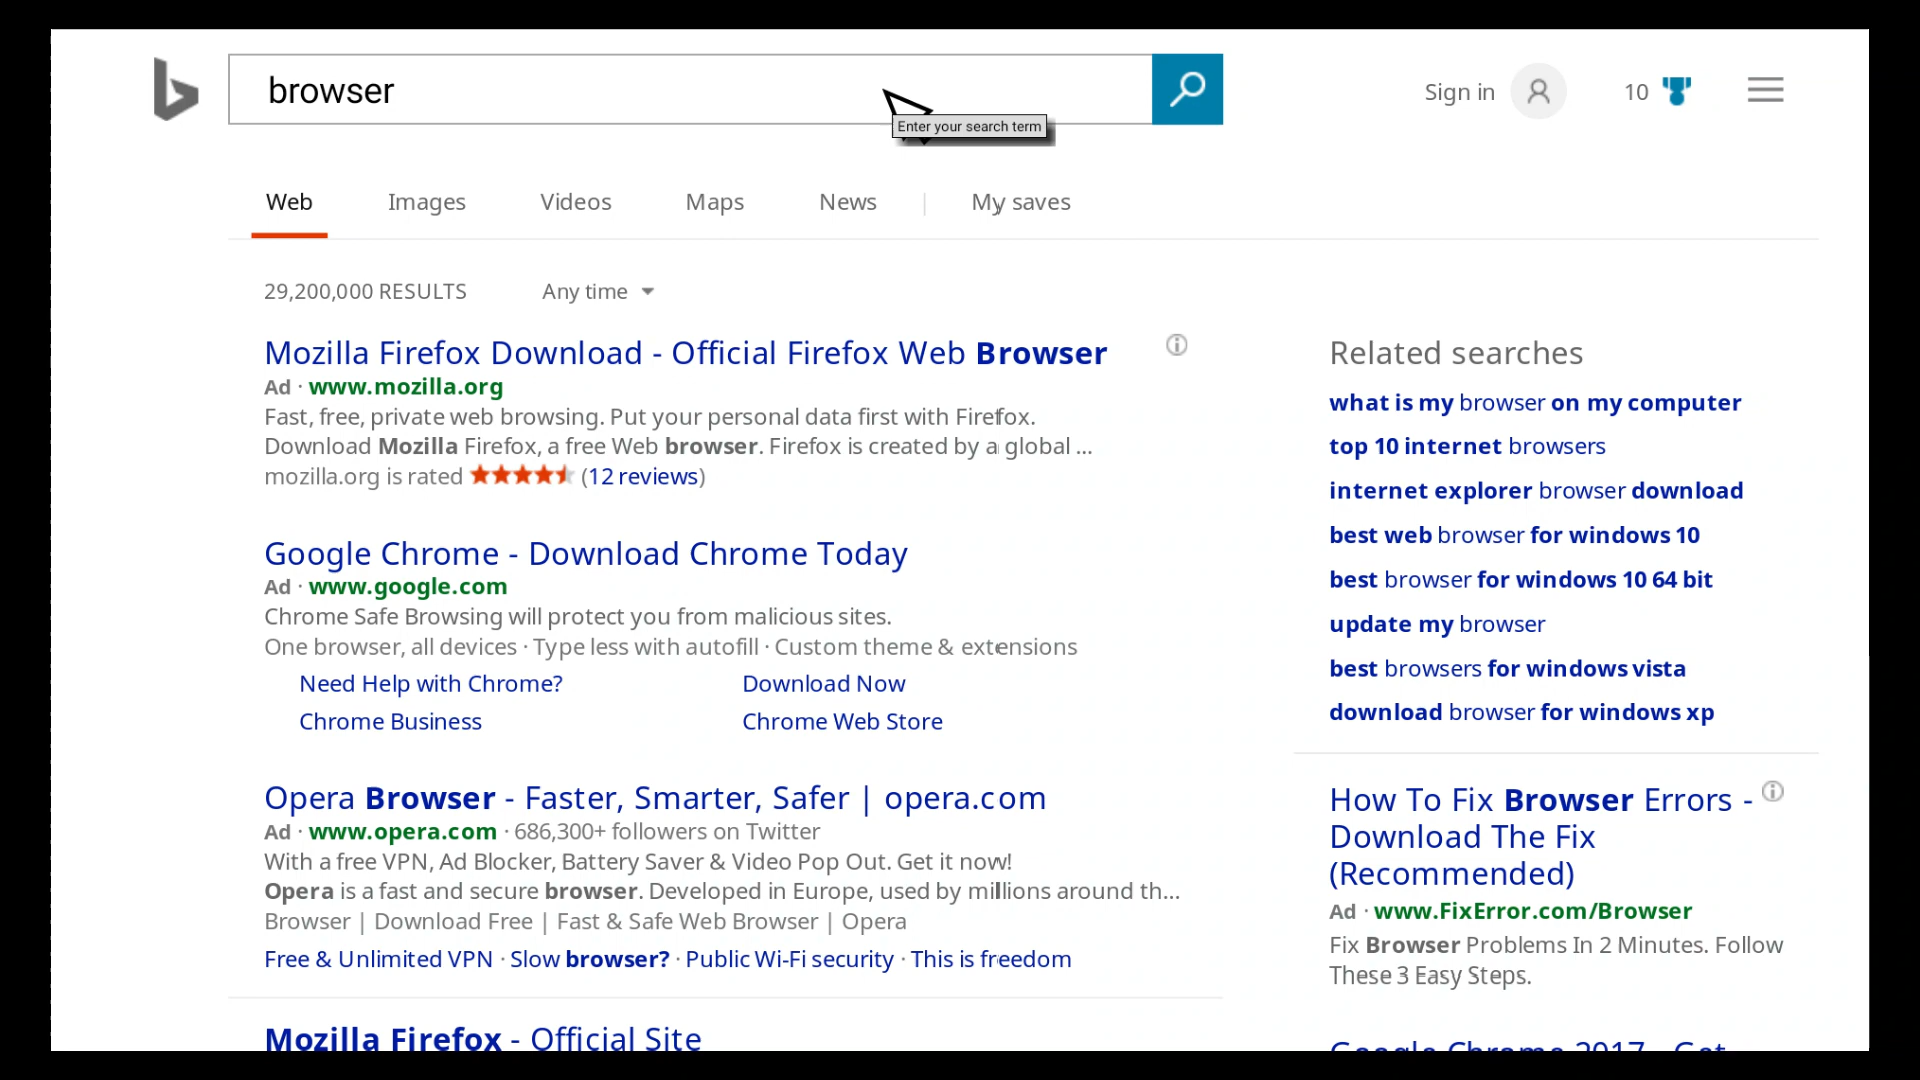 browser
Enter your search term
Sign in
10
Web Images Videos Maps News | My saves
29,200,000 RESULTS Any time
Mozilla Firefox Download - Official Firefox Web Browser
Ad · www.mozilla.org
Fast, free, private web browsing. Put your personal data first with Firefox.
Download Mozilla Firefox, a free Web browser. Firefox is created by a global ...
mozilla.org is rated (12 reviews)
Google Chrome - Download Chrome Today
Ad · www.google.com
Chrome Safe Browsing will protect you from malicious sites.
One browser, all devices · Type less with autofill · Custom theme & extensions
Need Help with Chrome? Download Now
Chrome Business Chrome Web Store
Opera Browser - Faster, Smarter, Safer | opera.com
Ad · www.opera.com · 686,300+ followers on Twitter
With a free VPN, Ad Blocker, Battery Saver & Video Pop Out. Get it now!
Opera is a fast and secure browser. Developed in Europe, used by millions around th...
Browser | Download Free | Fast & Safe Web Browser | Opera
Free & Unlimited VPN · Slow browser? · Public Wi-Fi security · This is freedom
Mozilla Firefox - Official Site
Related searches
what is my browser on my computer
top 10 internet browsers
internet explorer browser download
best web browser for windows 10
best browser for windows 10 64 bit
update my browser
best browsers for windows vista
download browser for windows xp
How To Fix Browser Errors -
Download The Fix
(Recommended)
Ad · www.FixError.com/Browser
Fix Browser Problems In 2 Minutes. Follow
These 3 Easy Steps.
Google Chrome 2017 - Get